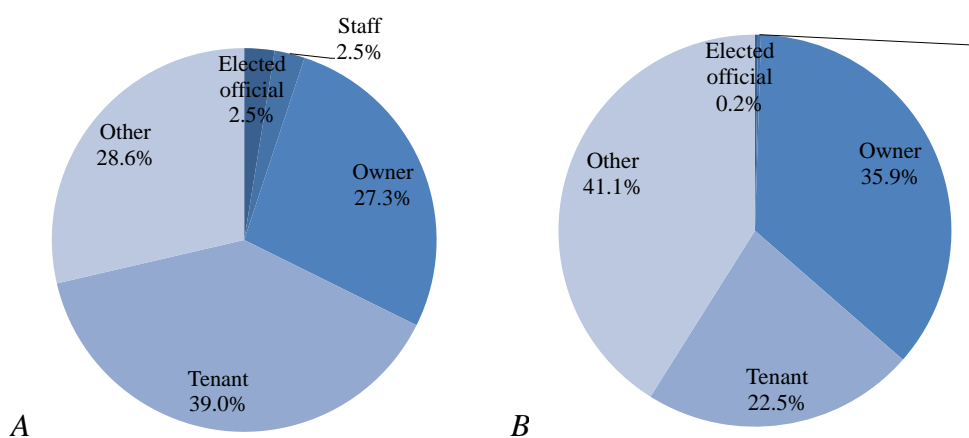 Staff
2.5%
Elected
official
2.5%
Other
28.6%
Owner
27.3%
Tenant
39.0%
A
Elected
official
0.2%
Other
41.1%
Owner
35.9%
Tenant
22.5%
B